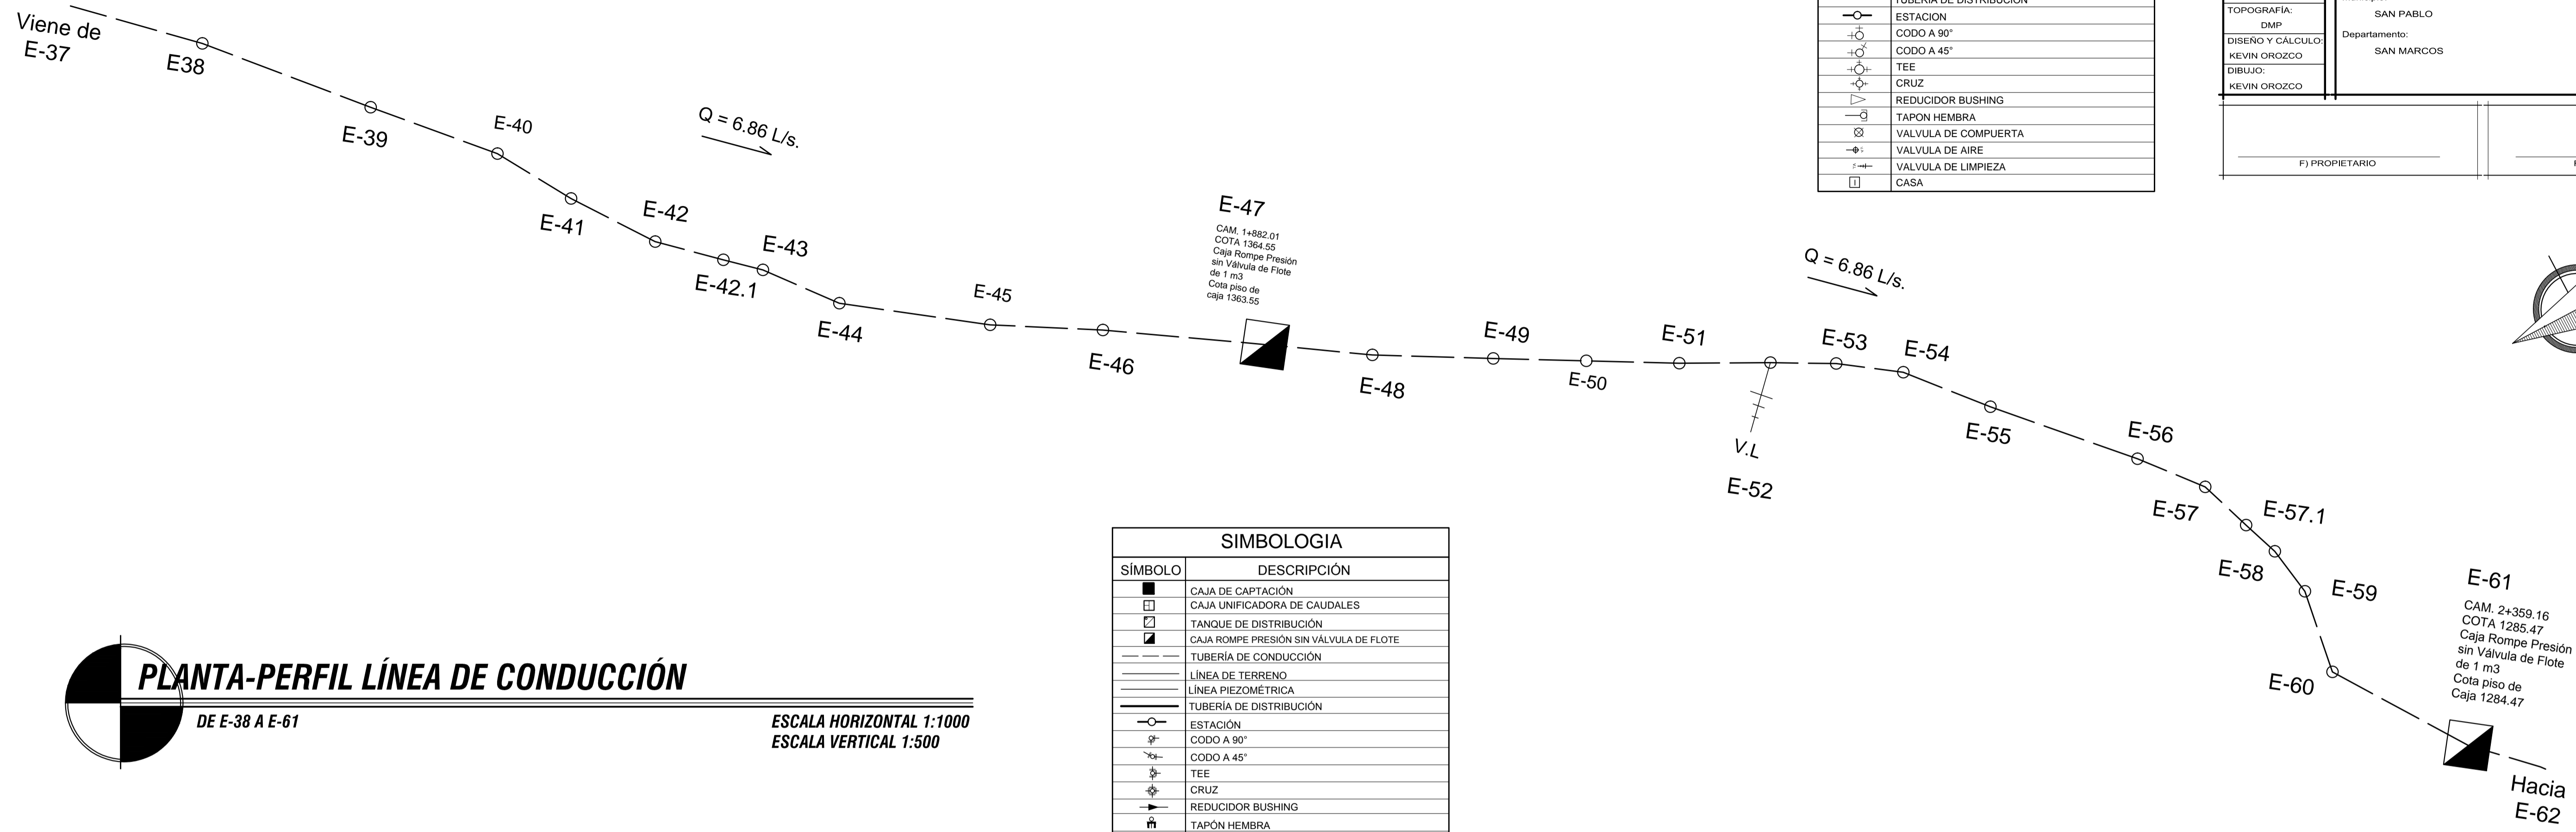 Viene de
E-37
E38
E-39
E-40
E-41
E-42
E-42.1
E-43
E-44
Q = 6.86 L/s.
E-45
E-46
E-47
CAM. 1+882.01
COTA 1364.55
Caja Rompe Presión
sin Válvula de Flote
de 1 m3
Cota piso de
caja 1363.55
E-48
E-49
E-50
E-51
V.L
E-52
Q = 6.86 L/s.
E-53
E-54
E-55
E-56
E-57
E-57.1
E-58
E-59
E-60
E-61
CAM. 2+359.16
COTA 1285.47
Caja Rompe Presión
sin Válvula de Flote
de 1 m3
Cota piso de
Caja 1284.47
Hacia
E-62
TUBERIA DE DISTRIBUCION
ESTACION
CODO A 90°
CODO A 45°
TEE
CRUZ
REDUCIDOR BUSHING
TAPON HEMBRA
VALVULA DE COMPUERTA
VALVULA DE AIRE
VALVULA DE LIMPIEZA
CASA
TOPOGRAFÍA:
DMP
DISEÑO Y CÁLCULO:
KEVIN OROZCO
DIBUJO:
KEVIN OROZCO
SAN PABLO
Departamento:
SAN MARCOS
F) PROPIETARIO
SIMBOLOGIA
SÍMBOLO DESCRIPCIÓN
CAJA DE CAPTACIÓN
CAJA UNIFICADORA DE CAUDALES
TANQUE DE DISTRIBUCIÓN
CAJA ROMPE PRESIÓN SIN VÁLVULA DE FLOTE
TUBERÍA DE CONDUCCIÓN
LÍNEA DE TERRENO
LÍNEA PIEZOMÉTRICA
TUBERÍA DE DISTRIBUCIÓN
ESTACIÓN
CODO A 90°
CODO A 45°
TEE
CRUZ
REDUCIDOR BUSHING
TAPÓN HEMBRA
PLANTA-PERFIL LÍNEA DE CONDUCCIÓN
DE E-38 A E-61
ESCALA HORIZONTAL 1:1000
ESCALA VERTICAL 1:500